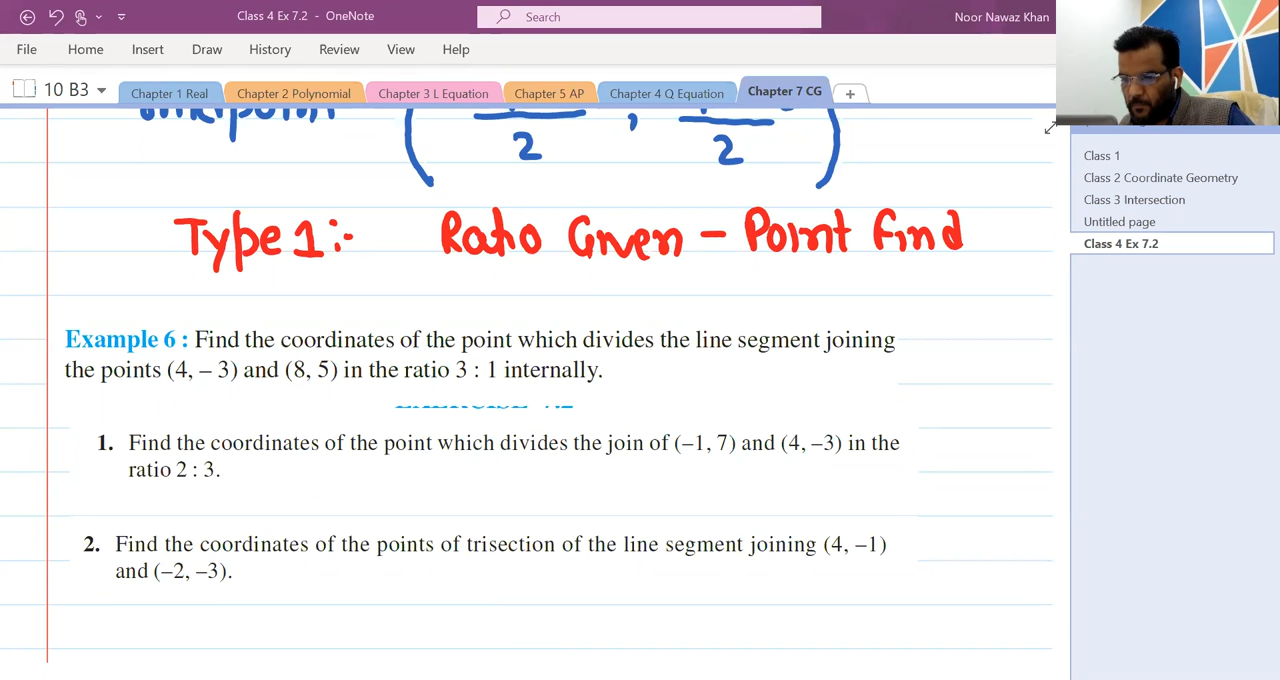 Class 4 Ex 7.2 - OneNote
Search
Noor Nawaz Khan
File Home Insert Draw History Review View Help
10 B3
Chapter 1 Real
Chapter 2 Polynomial
Chapter 3 L Equation
Chapter 5 AP
Chapter 4 Q Equation
Chapter 7 CG
Class 1
Class 2 Coordinate Geometry
Class 3 Intersection
Untitled page
Class 4 Ex 7.2
2 , 2
Type 1:- Ratio Given - Point Find
Example 6 : Find the coordinates of the point which divides the line segment joining
the points (4, – 3) and (8, 5) in the ratio 3 : 1 internally.
1. Find the coordinates of the point which divides the join of (–1, 7) and (4, –3) in the
ratio 2 : 3.
2. Find the coordinates of the points of trisection of the line segment joining (4, –1)
and (–2, –3).